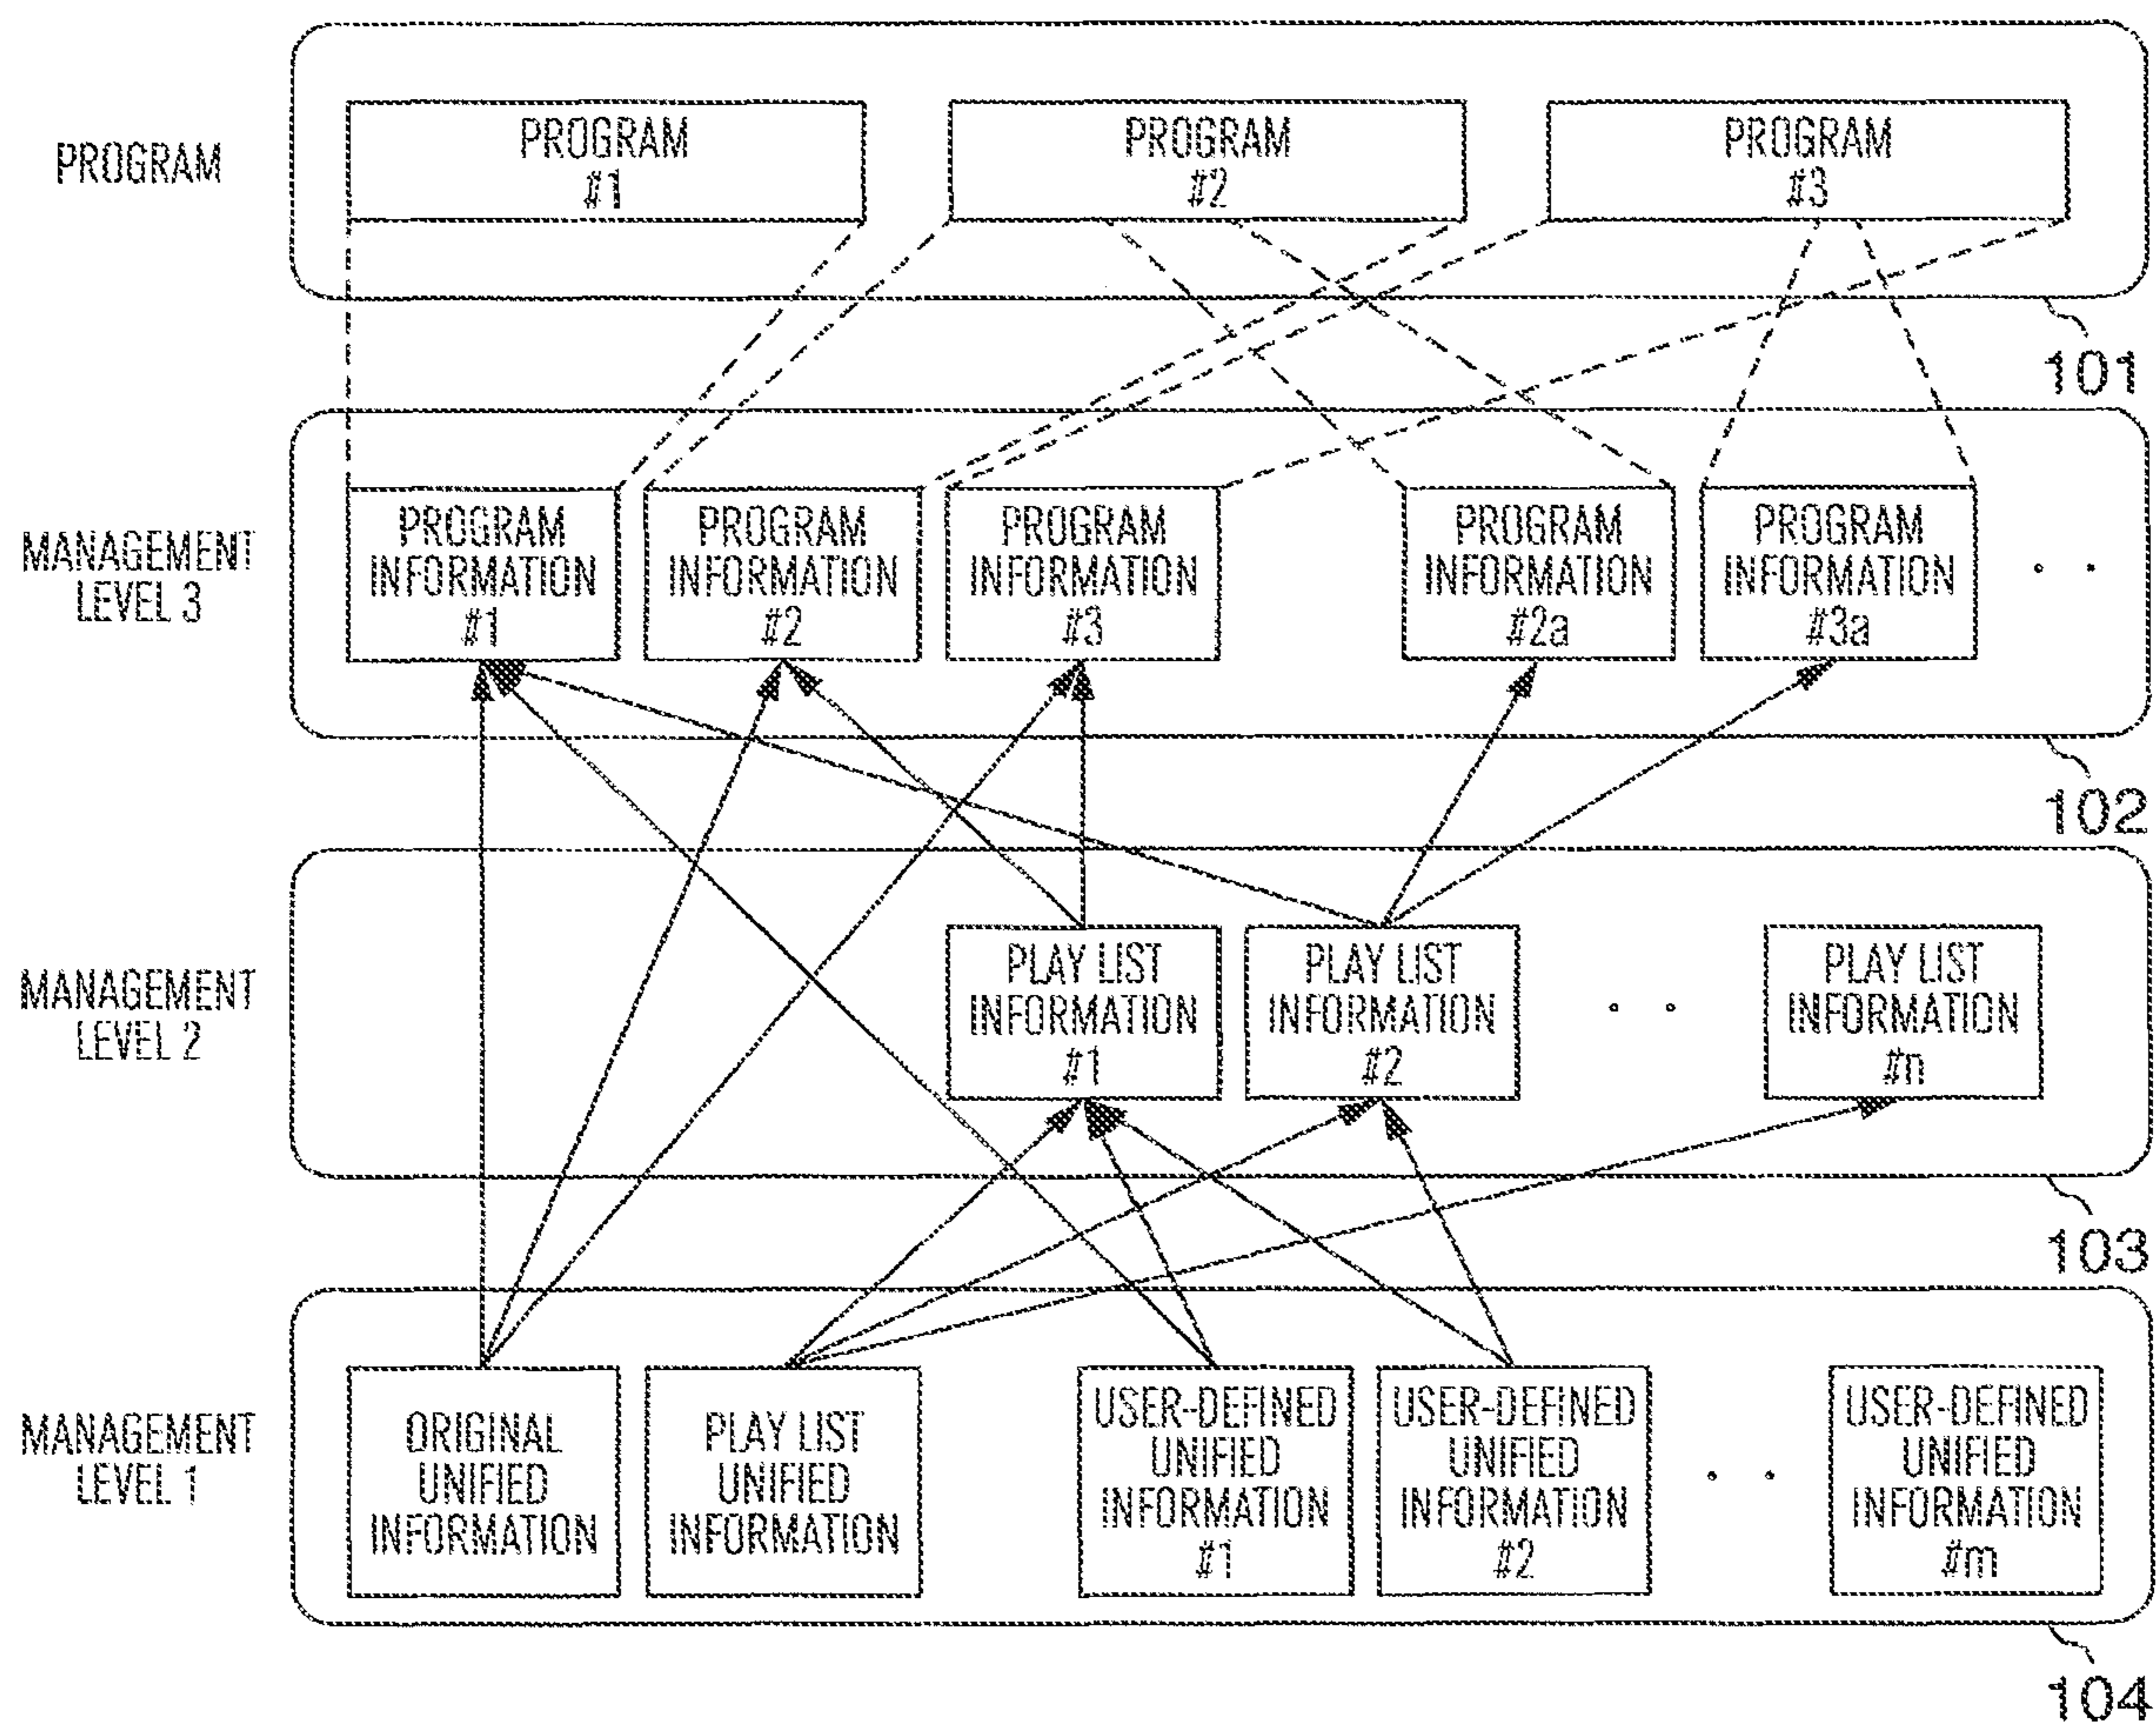 PROGRAM
PROGRAM
#1
PROGRAM
#2
PROGRAM
#3
101
MANAGEMENT
LEVEL 3
PROGRAM
INFORMATION
#1
PROGRAM
INFORMATION
#2
PROGRAM
INFORMATION
#3
PROGRAM
INFORMATION
#2a
PROGRAM
INFORMATION
#3a
102
MANAGEMENT
LEVEL 2
PLAY LIST
INFORMATION
#1
PLAY LIST
INFORMATION
#2
PLAY LIST
INFORMATION
#n
103
MANAGEMENT
LEVEL 1
ORIGINAL
UNIFIED
INFORMATION
PLAY LIST
UNIFIED
INFORMATION
USER-DEFINED
UNIFIED
INFORMATION
#1
USER-DEFINED
UNIFIED
INFORMATION
#2
USER-DEFINED
UNIFIED
INFORMATION
#m
104